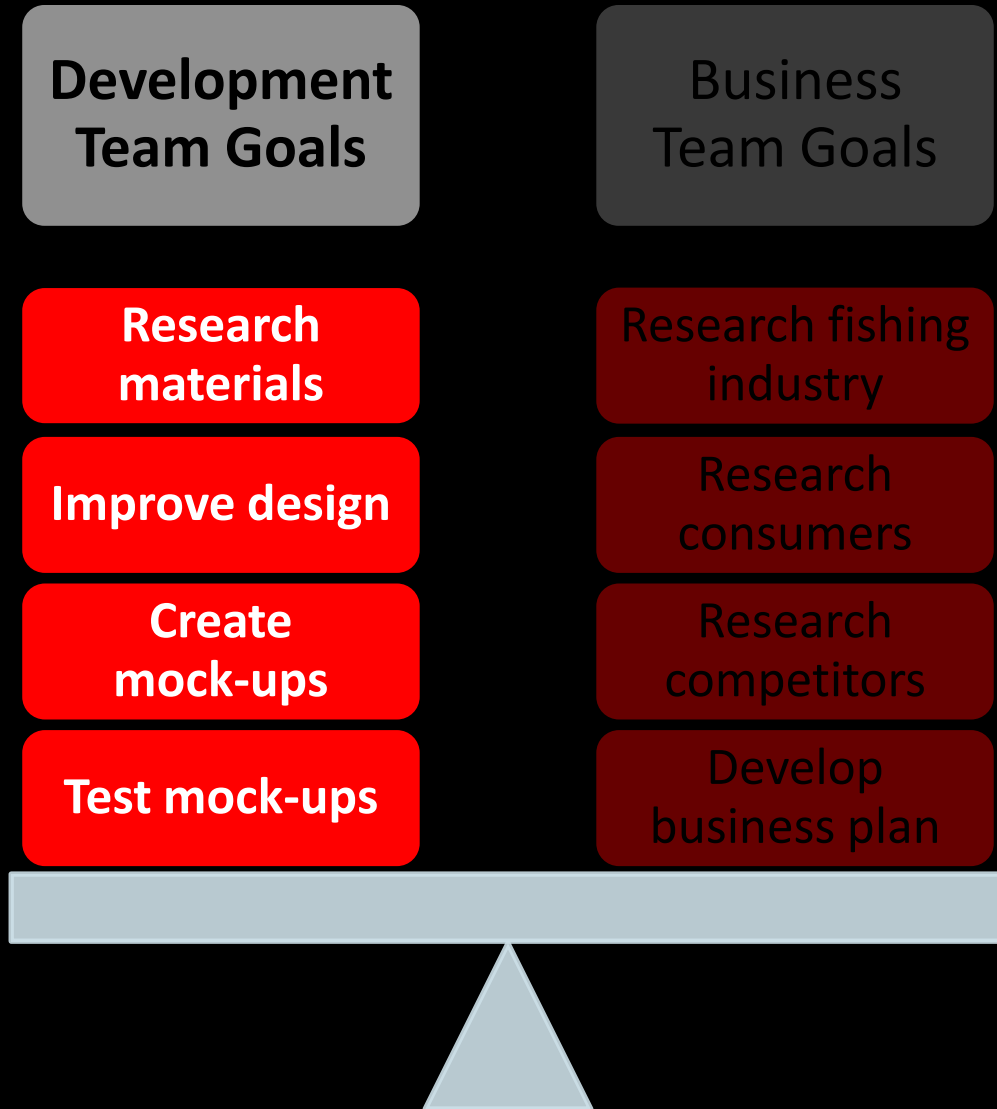 Development
Team Goals
Research
materials
Improve design
Create
mock-ups
Test mock-ups
Business
Team Goals
Research fishing
industry
Research
consumers
Research
competitors
Develop
business plan